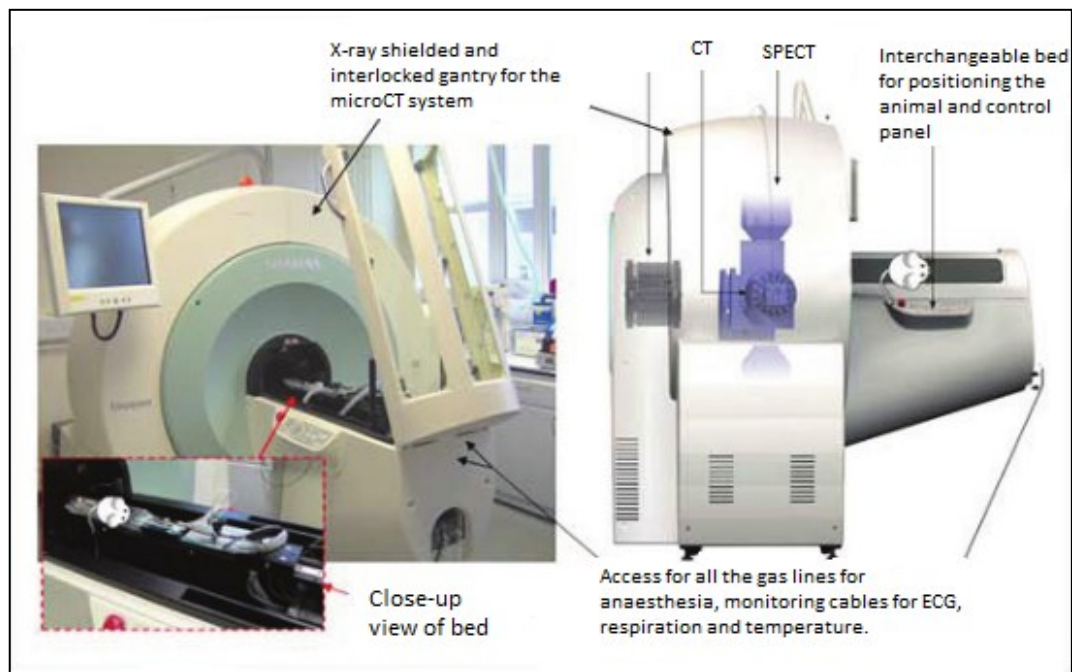 X-ray shielded and
interlocked gantry for the
microCT system
CT
SPECT
Interchangeable bed
for positioning the
animal and control
panel
Close-up
view of bed
Access for all the gas lines for
anaesthesia, monitoring cables for ECG,
respiration and temperature.